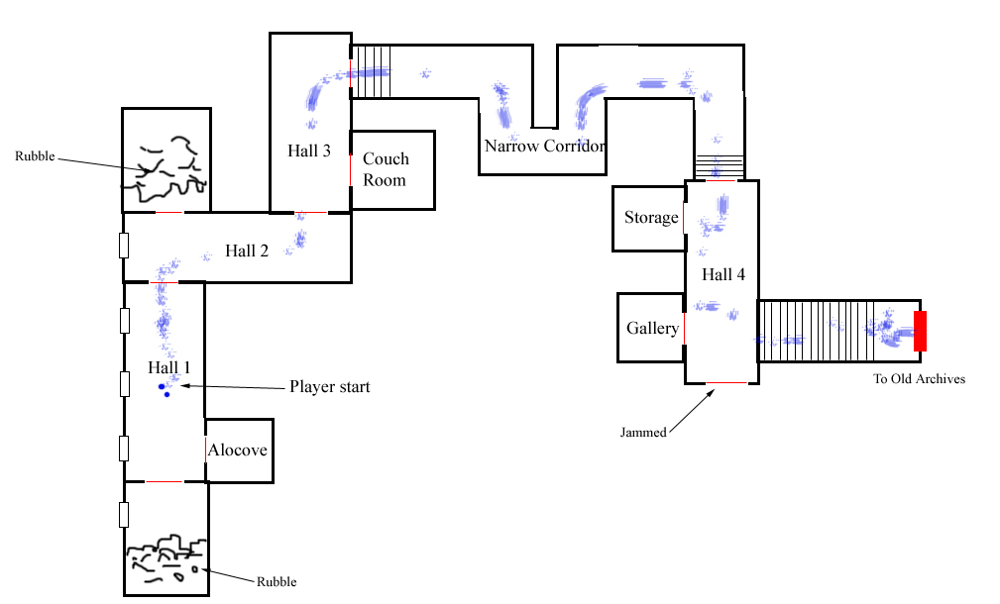 Rubble
Hall 3
Couch
Room
Narrow Corridor
Storage
Hall 2
Hall 4
Gallery
Hall 1
Player start
To Old Archives
Jammed
Alocove
Rubble